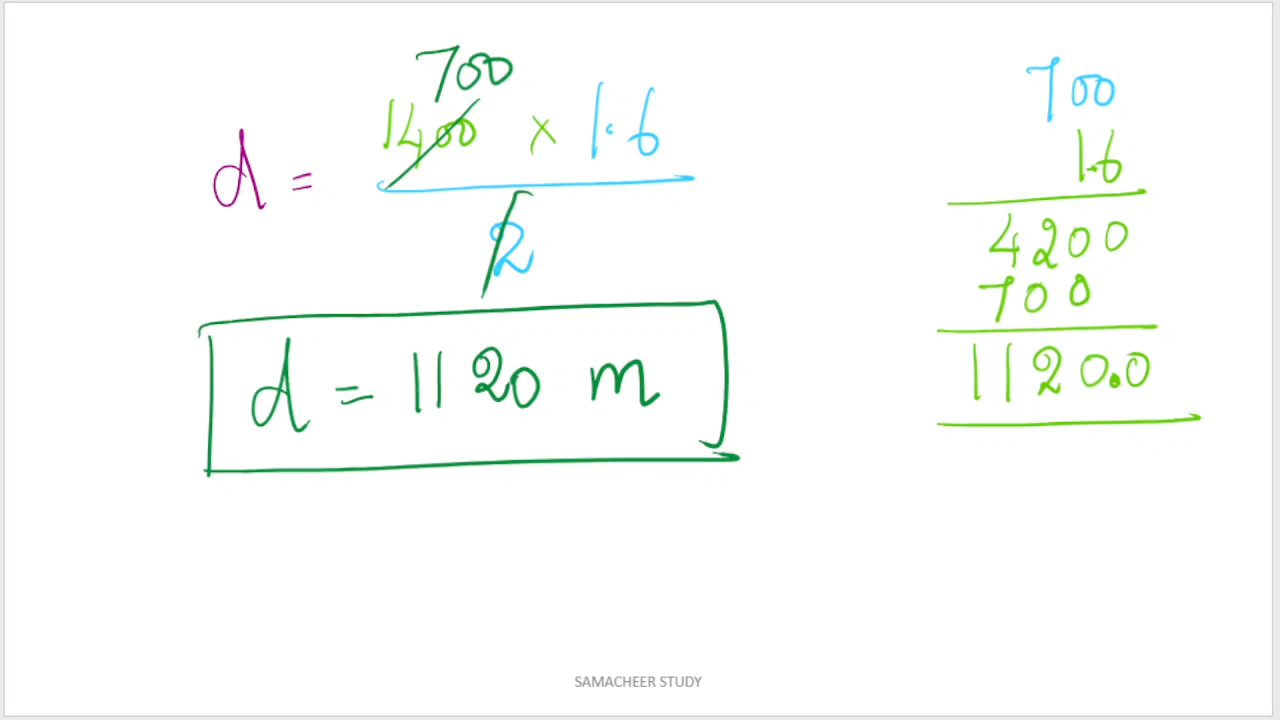 700
d = 1400 × 1.6
2
d = 1120 m
700
1.6
4200
700
1120.0
SAMACHEER STUDY